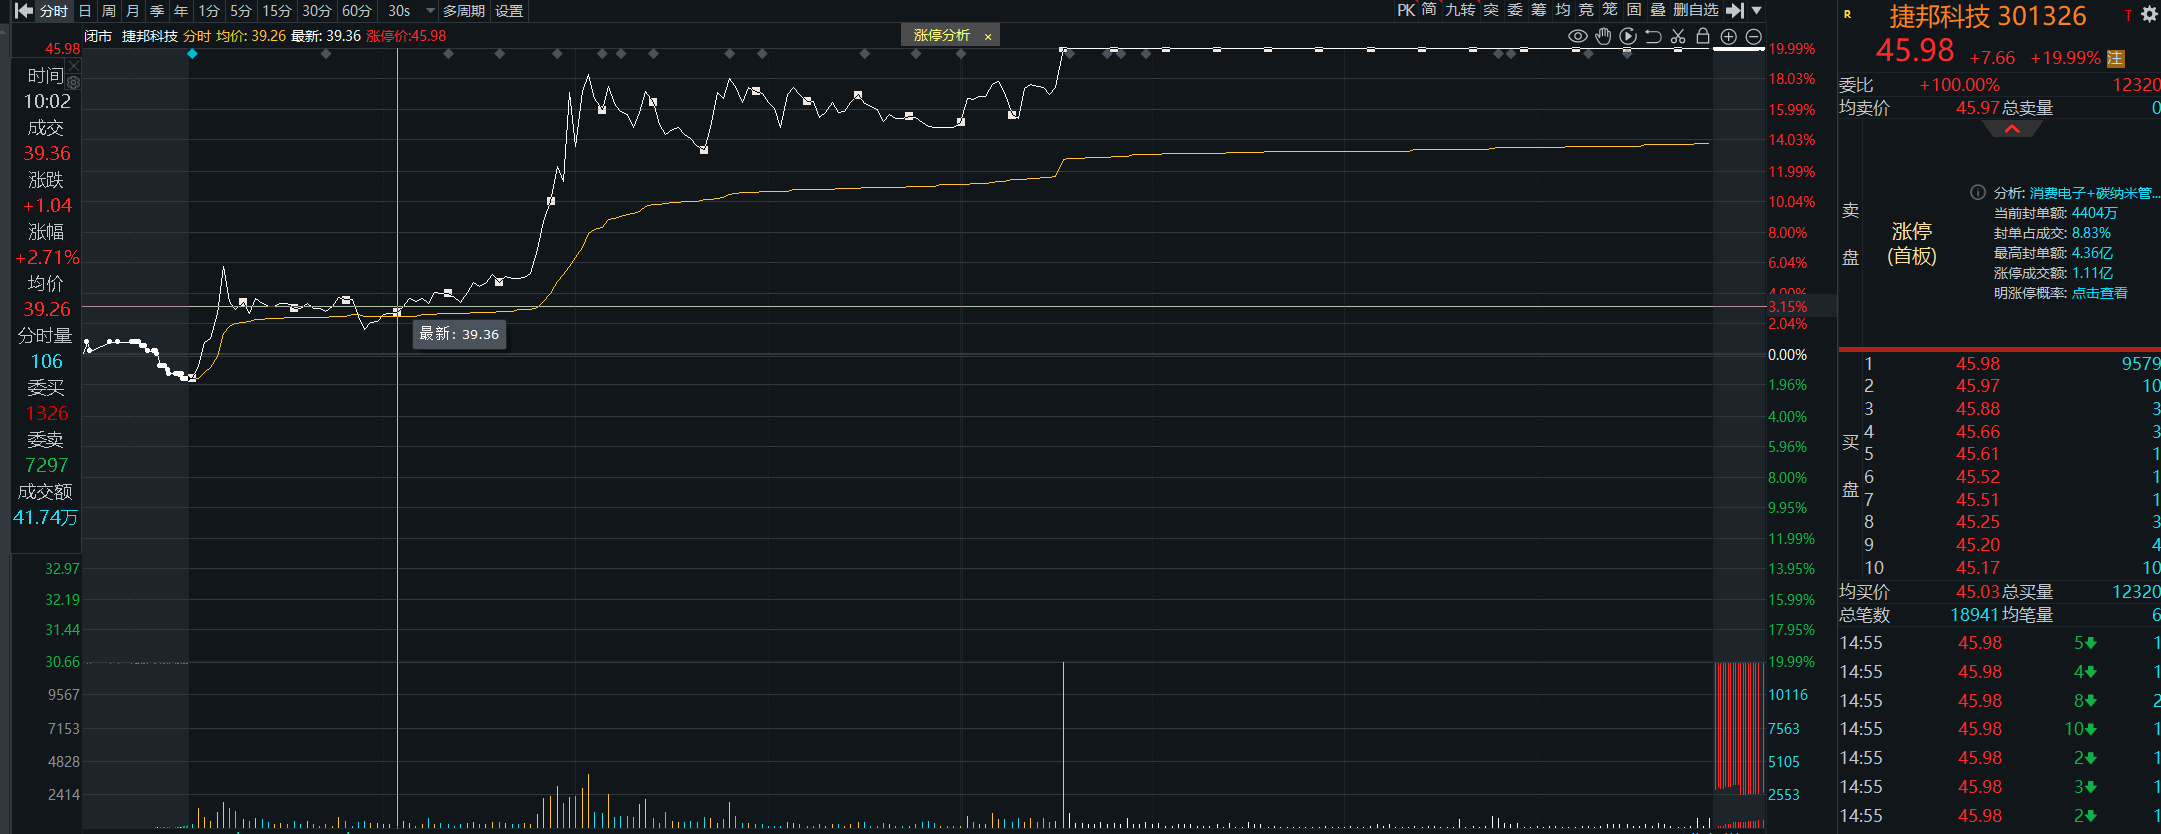 分时 日 周 月 季 年 1分 5分 15分 30分 60分 30s 多周期 设置
PK 简 九转 突 委 筹 均 竞 笼 固 叠 删自选
R 捷邦科技 301326 T
闭市 捷邦科技 分时 均价: 39.26 最新: 39.36 涨停价:45.98
涨停分析 ×
45.98 +7.66 +19.99% 注
委比 +100.00% 12320
均卖价 45.97 总卖量 0
45.98
时间
10:02
成交
39.36
涨跌
+1.04
涨幅
+2.71%
均价
39.26
分时量
106
委买
1326
委卖
7297
成交额
41.74万
32.97
32.19
31.44
30.66
9567
7153
4828
2414
最新: 39.36
19.99%
18.03%
15.99%
14.03%
11.99%
10.04%
8.00%
6.04%
4.00%
3.15%
2.04%
0.00%
1.96%
4.00%
5.96%
8.00%
9.95%
11.99%
13.95%
15.99%
17.95%
19.99%
10116
7563
5105
2553
卖盘
涨停
(首板)
分析: 消费电子+碳纳米管...
当前封单额: 4404万
封单占成交: 8.83%
最高封单额: 4.36亿
涨停成交额: 1.11亿
明涨停概率: 点击查看
买盘
1 45.98 9579
2 45.97 10
3 45.88 3
4 45.66 3
5 45.61 1
6 45.52 1
7 45.51 1
8 45.25 3
9 45.20 4
10 45.17 10
均买价 45.03 总买量 12320
总笔数 18941 均笔量 6
14:55 45.98 5 1
14:55 45.98 4 1
14:55 45.98 8 2
14:55 45.98 10 1
14:55 45.98 2 1
14:55 45.98 3 1
14:55 45.98 2 1